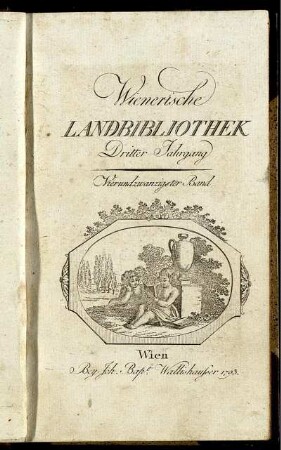 Wienerische
LANDBIBLIOTHEK
Dritter Jahrgang
Vierundzwanzigster Band
Wien
Bey Joh. Bapt. Wallishausser 1793.